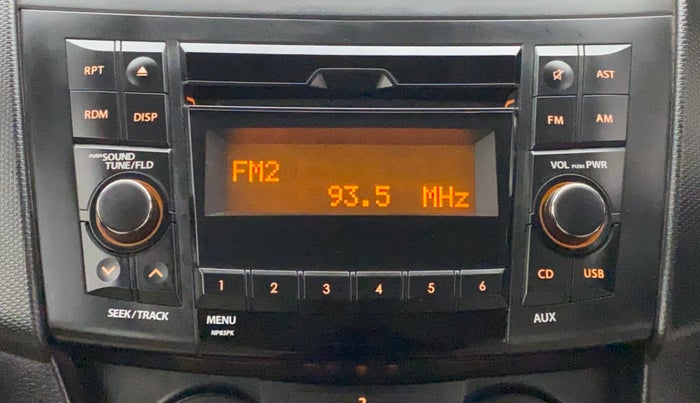 RPT
AST
RDM DISP
FM AM
PUSH SOUND
TUNE/FLD
VOL PUSH PWR
FM2
93.5 MHz
CD USB
1 2 3 4 5 6
SEEK/TRACK
MENU
AUX
NP83PK